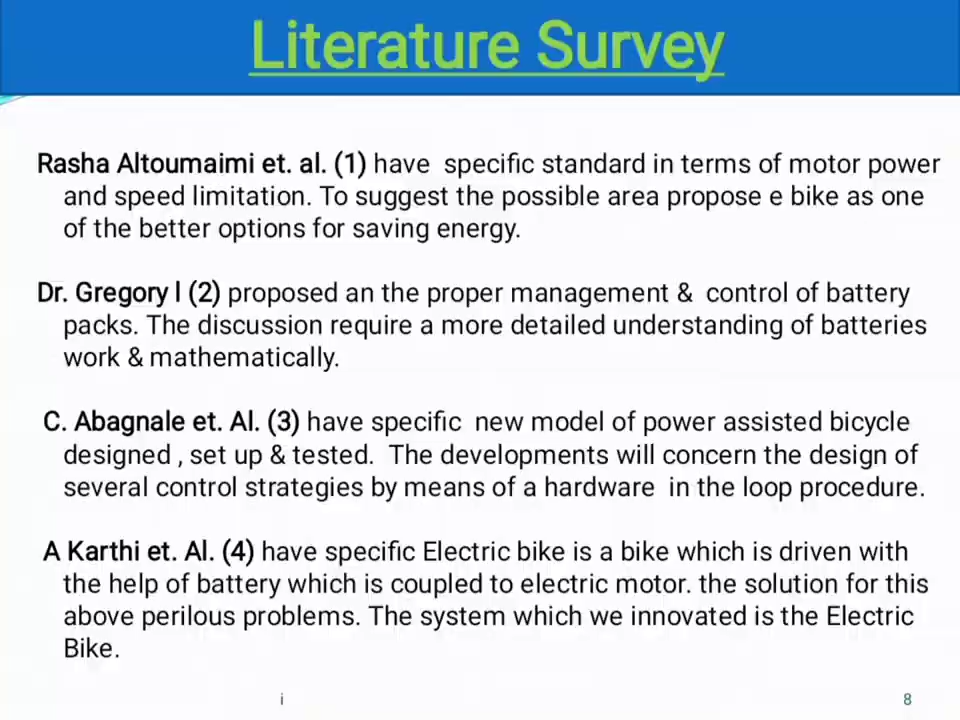 Literature Survey
Rasha Altoumaimi et. al. (1) have specific standard in terms of motor power
and speed limitation. To suggest the possible area propose e bike as one
of the better options for saving energy.
Dr. Gregory l (2) proposed an the proper management & control of battery
packs. The discussion require a more detailed understanding of batteries
work & mathematically.
C. Abagnale et. Al. (3) have specific new model of power assisted bicycle
designed , set up & tested. The developments will concern the design of
several control strategies by means of a hardware in the loop procedure.
A Karthi et. Al. (4) have specific Electric bike is a bike which is driven with
the help of battery which is coupled to electric motor. the solution for this
above perilous problems. The system which we innovated is the Electric
Bike.
i 8